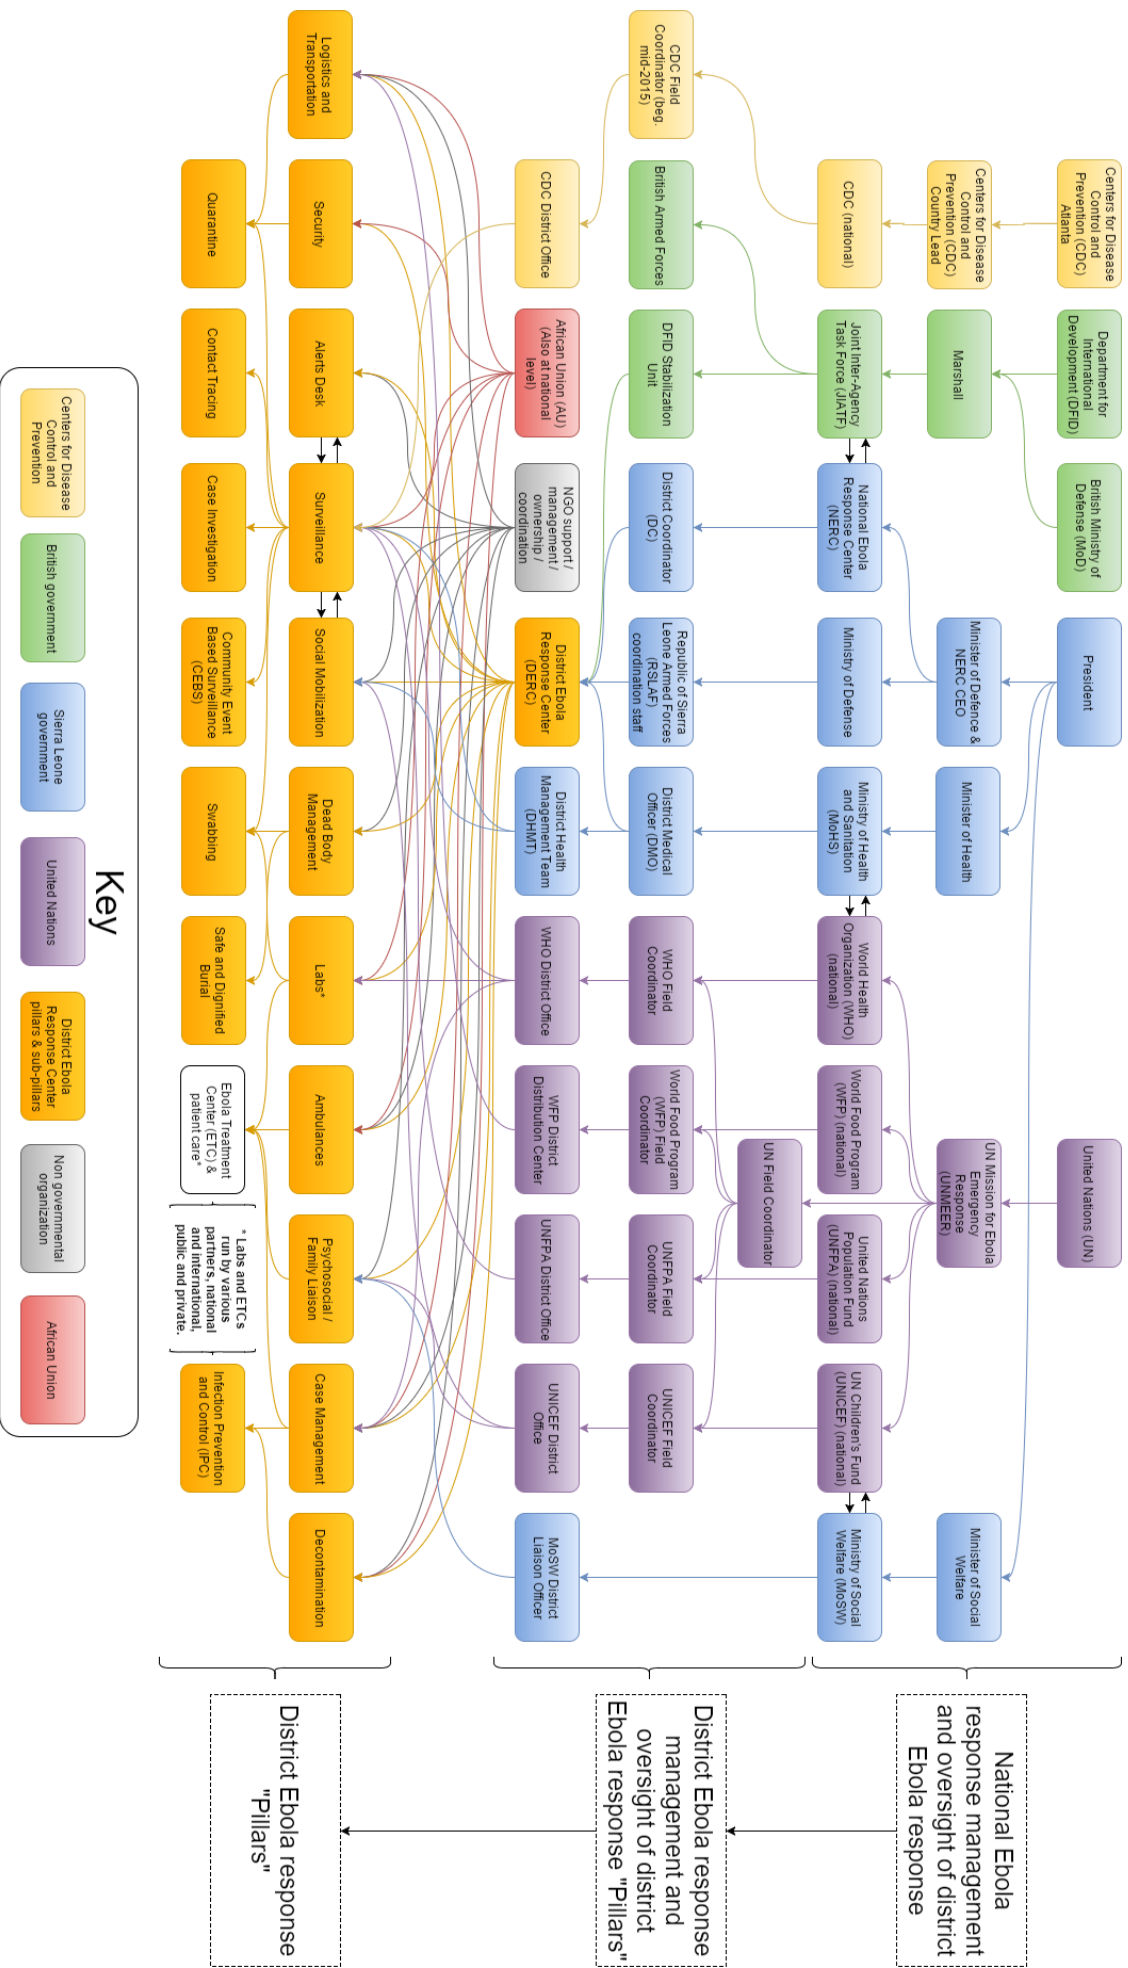 Centers for Disease
Control and
Prevention (CDC)
Atlanta
Department for
International
Development (DFID)
British Ministry of
Defense (MoD)
President
United Nations (UN)
Centers for Disease
Control and
Prevention (CDC)
Country Lead
Marshall
Minister of Defence &
NERC CEO
Minister of Health
UN Mission for Ebola
Emergency
Response
(UNMEER)
Minister of Social
Welfare
CDC (national)
Joint Inter-Agency
Task Force (JIATF)
National Ebola
Response Center
(NERC)
Ministry of Defense
Ministry of Health
and Sanitation
(MoHS)
World Health
Organization (WHO)
(national)
World Food Program
(WFP) (national)
United Nations
Population Fund
(UNFPA) (national)
UN Children's Fund
(UNICEF) (national)
Ministry of Social
Welfare (MoSW)
UN Field Coordinator
CDC Field
Coordinator (beg.
mid-2015)
British Armed Forces
DFID Stabilization
Unit
District Coordinator
(DC)
Republic of Sierra
Leone Armed Forces
(RSLAF)
coordination staff
District Medical
Officer (DMO)
WHO Field
Coordinator
World Food Program
(WFP) Field
Coordinator
UNFPA Field
Coordinator
UNICEF Field
Coordinator
CDC District Office
African Union (AU)
(Also at national
level)
NGO support /
management /
ownership /
coordination
District Ebola
Response Center
(DERC)
District Health
Management Team
(DHMT)
WHO District Office
WFP District
Distribution Center
UNFPA District Office
UNICEF District
Office
MoSW District
Liaison Officer
Logistics and
Transportation
Security
Alerts Desk
Surveillance
Social Mobilization
Dead Body
Management
Labs*
Ambulances
Psychosocial /
Family Liaison
Case Management
Decontamination
Quarantine
Contact Tracing
Case Investigation
Community Event
Based Surveillance
(CEBS)
Swabbing
Safe and Dignified
Burial
Ebola Treatment
Center (ETC) &
patient care*
* Labs and ETCs
run by various
partners, national
and international,
public and private.
Infection Prevention
and Control (IPC)
National Ebola
response management
and oversight of district
Ebola response
District Ebola response
management and
oversight of district
Ebola response "Pillars"
District Ebola response
"Pillars"
Key
Centers for Disease
Control and
Prevention
British government
Sierra Leone
government
United Nations
District Ebola
Response Center
pillars & sub-pillars
Non governmental
organization
African Union